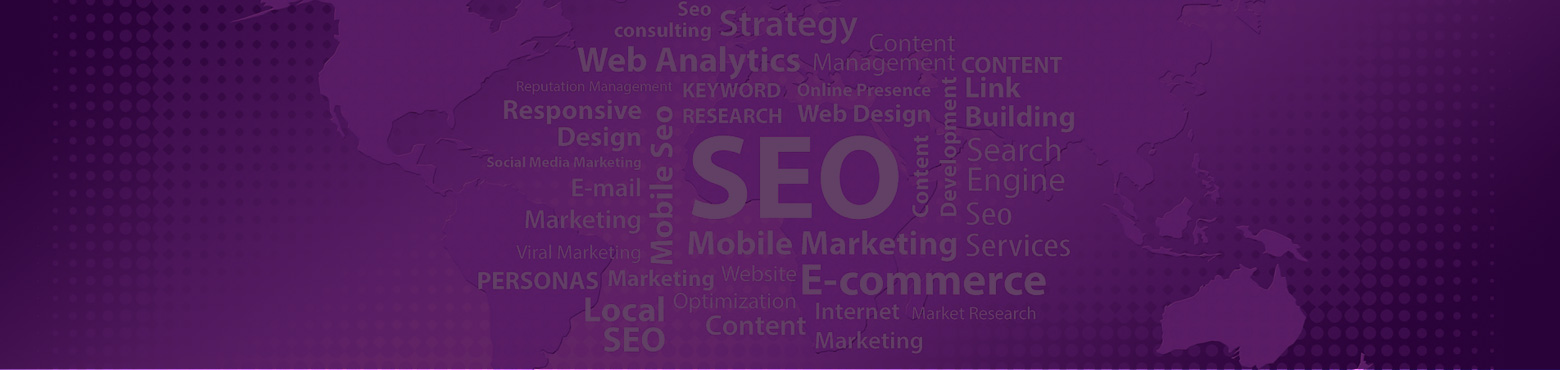 Seo
consulting
Strategy
Content
Management
Web Analytics
CONTENT
Reputation Management
KEYWORD
RESEARCH
Online Presence
Web Design
Link
Building
Responsive
Design
Mobile Seo
SEO
Content
Development
Search
Engine
Seo
Services
Social Media Marketing
E-mail
Marketing
Viral Marketing
Mobile Marketing
PERSONAS
Marketing
Website
Optimization
E-commerce
Local
SEO
Content
Internet
Marketing
Market Research